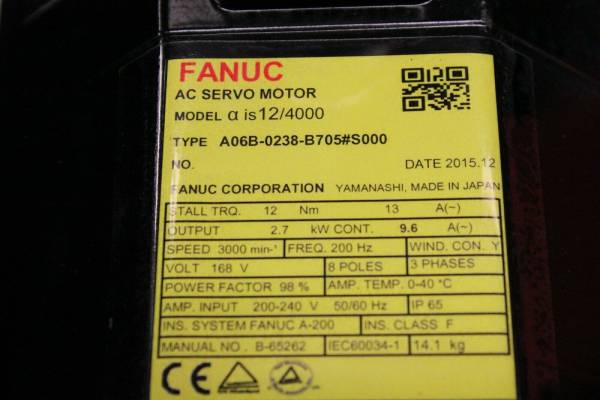 FANUC
AC SERVO MOTOR
MODEL α is12/4000
TYPE A06B-0238-B705#S000
NO. DATE 2015.12
FANUC CORPORATION YAMANASHI, MADE IN JAPAN
STALL TRQ. 12 Nm 13 A(~)
OUTPUT 2.7 kW CONT. 9.6 A(~)
SPEED 3000 min-¹ FREQ. 200 Hz WIND. CON. Y
VOLT 168 V 8 POLES 3 PHASES
POWER FACTOR 98 % AMP. TEMP. 0-40 °C
AMP. INPUT 200-240 V 50/60 Hz IP 65
INS. SYSTEM FANUC A-200 INS. CLASS F
MANUAL NO. B-65262 IEC60034-1 14.1 kg
CE